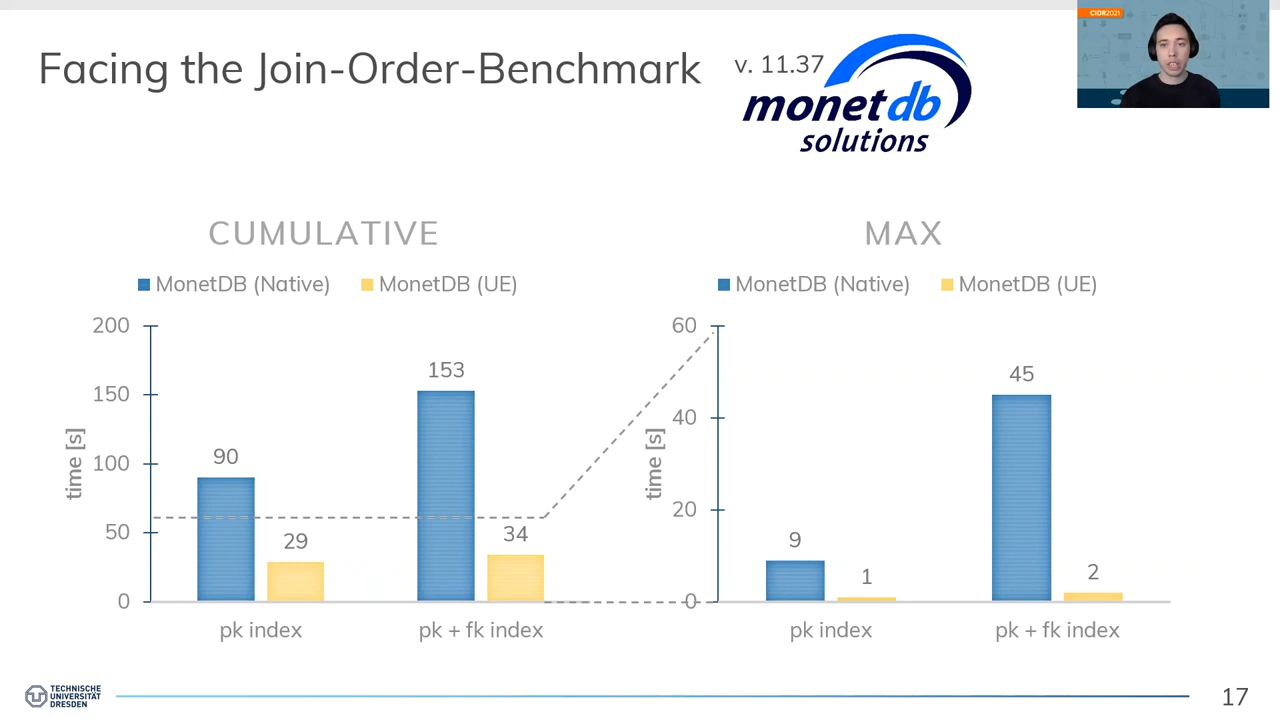 Facing the Join-Order-Benchmark
v. 11.37
monetdb
solutions
CIDR2021
CUMULATIVE
MonetDB (Native) MonetDB (UE)
time [s]
200
150
100
50
0
90
29
153
34
pk index
pk + fk index
MAX
MonetDB (Native) MonetDB (UE)
time [s]
60
40
20
0
9
1
45
2
pk index
pk + fk index
TECHNISCHE
UNIVERSITÄT
DRESDEN
17